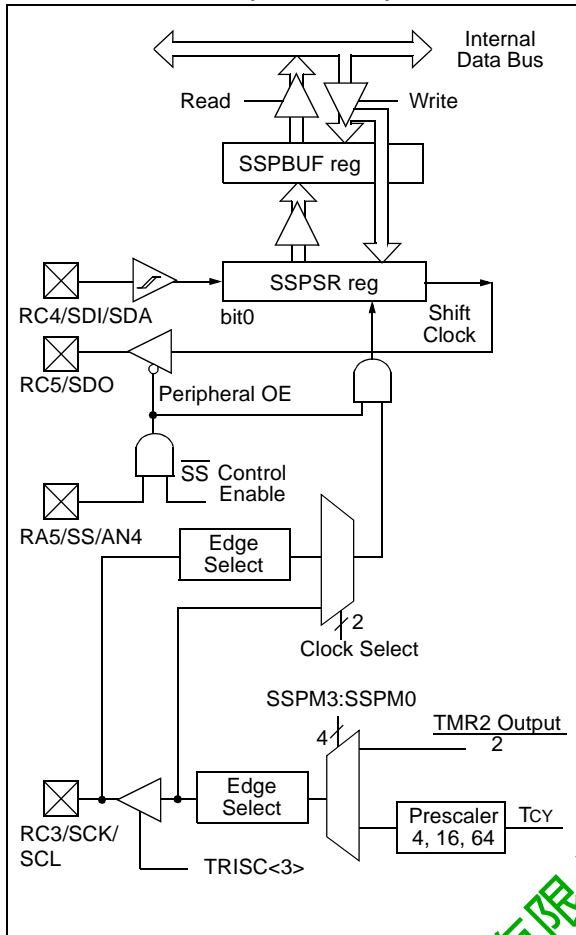 Internal
Data Bus
Read
Write
SSPBUF reg
SSPSR reg
RC4/SDI/SDA
bit0
Shift
Clock
RC5/SDO
Peripheral OE
SS Control
Enable
RA5/SS/AN4
Edge
Select
2
Clock Select
SSPM3:SSPM0
TMR2 Output
2
4
Edge
Select
Prescaler
4, 16, 64
TCY
RC3/SCK/
SCL
TRISC<3>
有限